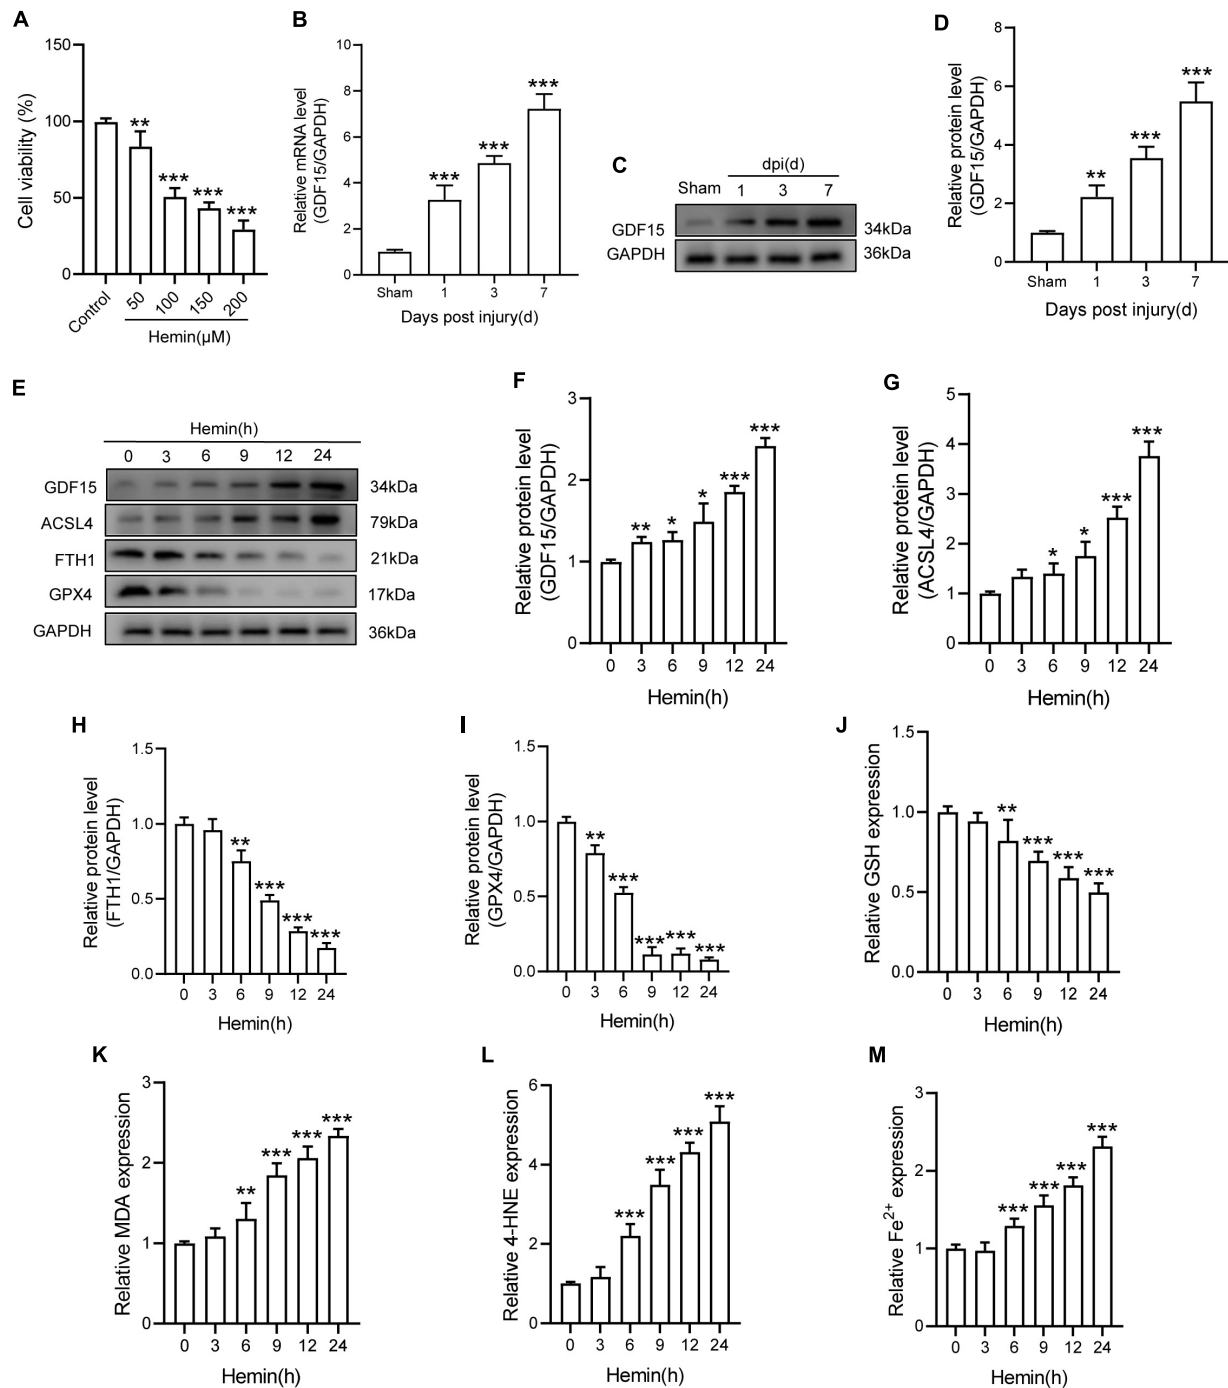 A
Cell viability (%)
150
100
50
0
** *** *** ***
Control 50 100 150 200
Hemin(µM)
B
Relative mRNA level
(GDF15/GAPDH)
10
8
6
4
2
0
*** *** ***
Sham 1 3 7
Days post injury(d)
C
dpi(d)
Sham 1 3 7
GDF15 34kDa
GAPDH 36kDa
D
Relative protein level
(GDF15/GAPDH)
8
6
4
2
0
** *** ***
Sham 1 3 7
Days post injury(d)
E
Hemin(h)
0 3 6 9 12 24
GDF15 34kDa
ACSL4 79kDa
FTH1 21kDa
GPX4 17kDa
GAPDH 36kDa
F
Relative protein level
(GDF15/GAPDH)
3
2
1
0
** * * *** ***
0 3 6 9 12 24
Hemin(h)
G
Relative protein level
(ACSL4/GAPDH)
5
4
3
2
1
0
* * *** ***
0 3 6 9 12 24
Hemin(h)
H
Relative protein level
(FTH1/GAPDH)
1.5
1.0
0.5
0.0
** *** *** ***
0 3 6 9 12 24
Hemin(h)
I
Relative protein level
(GPX4/GAPDH)
1.5
1.0
0.5
0.0
** *** *** *** ***
0 3 6 9 12 24
Hemin(h)
J
Relative GSH expression
1.5
1.0
0.5
0.0
** *** *** ***
0 3 6 9 12 24
Hemin(h)
K
Relative MDA expression
3
2
1
0
** *** *** ***
0 3 6 9 12 24
Hemin(h)
L
Relative 4-HNE expression
6
4
2
0
*** *** *** ***
0 3 6 9 12 24
Hemin(h)
M
Relative Fe²⁺ expression
3
2
1
0
*** *** *** ***
0 3 6 9 12 24
Hemin(h)